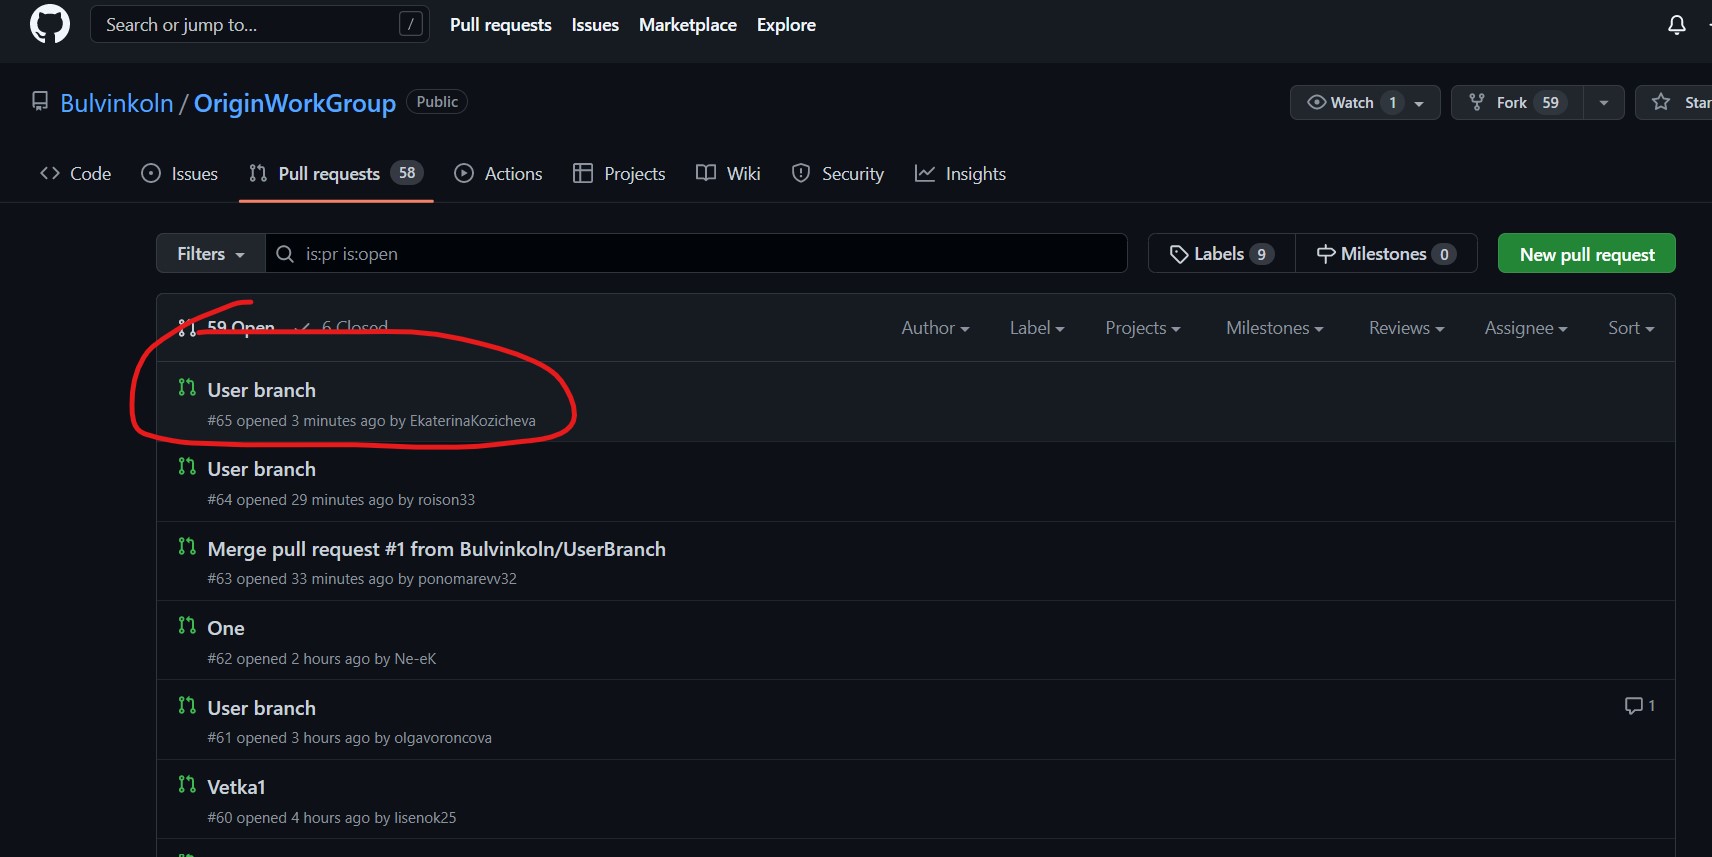 Search or jump to... / Pull requests Issues Marketplace Explore
Bulvinkoln / OriginWorkGroup Public Watch 1 Fork 59 Star
Code Issues Pull requests 58 Actions Projects Wiki Security Insights
Filters is:pr is:open Labels 9 Milestones 0 New pull request
59 Open 6 Closed Author Label Projects Milestones Reviews Assignee Sort
User branch
#65 opened 3 minutes ago by EkaterinaKozicheva
User branch
#64 opened 29 minutes ago by roison33
Merge pull request #1 from Bulvinkoln/UserBranch
#63 opened 33 minutes ago by ponomarevv32
One
#62 opened 2 hours ago by Ne-eK
User branch 1
#61 opened 3 hours ago by olgavoroncova
Vetka1
#60 opened 4 hours ago by lisenok25